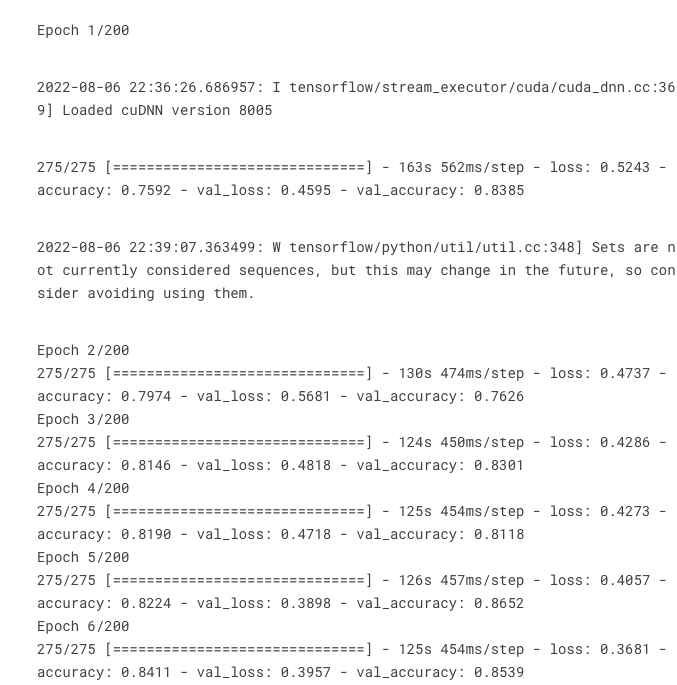 Epoch 1/200
2022-08-06 22:36:26.686957: I tensorflow/stream_executor/cuda/cuda_dnn.cc:36
9] Loaded cuDNN version 8005
275/275 [==============================] - 163s 562ms/step - loss: 0.5243 -
accuracy: 0.7592 - val_loss: 0.4595 - val_accuracy: 0.8385
2022-08-06 22:39:07.363499: W tensorflow/python/util/util.cc:348] Sets are n
ot currently considered sequences, but this may change in the future, so con
sider avoiding using them.
Epoch 2/200
275/275 [==============================] - 130s 474ms/step - loss: 0.4737 -
accuracy: 0.7974 - val_loss: 0.5681 - val_accuracy: 0.7626
Epoch 3/200
275/275 [==============================] - 124s 450ms/step - loss: 0.4286 -
accuracy: 0.8146 - val_loss: 0.4818 - val_accuracy: 0.8301
Epoch 4/200
275/275 [==============================] - 125s 454ms/step - loss: 0.4273 -
accuracy: 0.8190 - val_loss: 0.4718 - val_accuracy: 0.8118
Epoch 5/200
275/275 [==============================] - 126s 457ms/step - loss: 0.4057 -
accuracy: 0.8224 - val_loss: 0.3898 - val_accuracy: 0.8652
Epoch 6/200
275/275 [==============================] - 125s 454ms/step - loss: 0.3681 -
accuracy: 0.8411 - val_loss: 0.3957 - val_accuracy: 0.8539